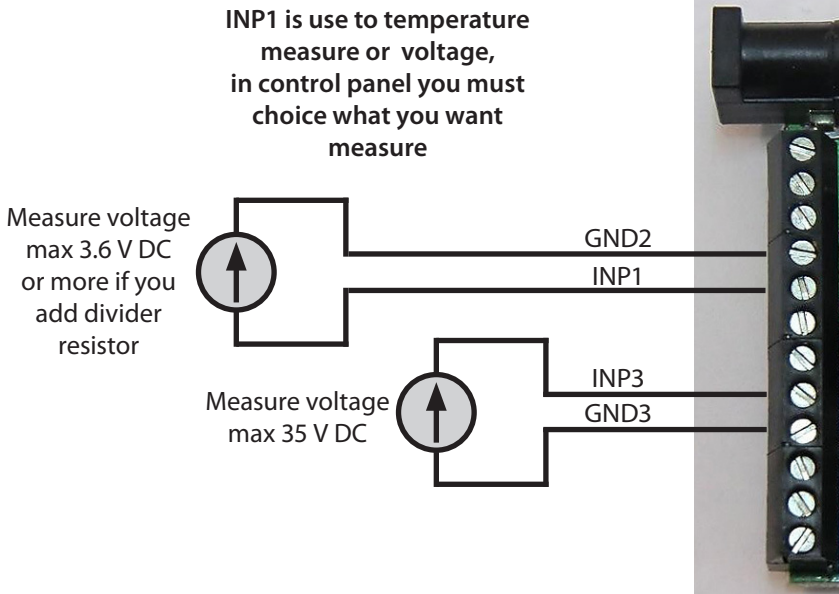 INP1 is use to temperature
measure or  voltage,
in control panel you must
choice what you want
measure
Measure voltage
max 3.6 V DC
or more if you
add divider
resistor
GND2
INP1
Measure voltage
max 35 V DC
INP3
GND3